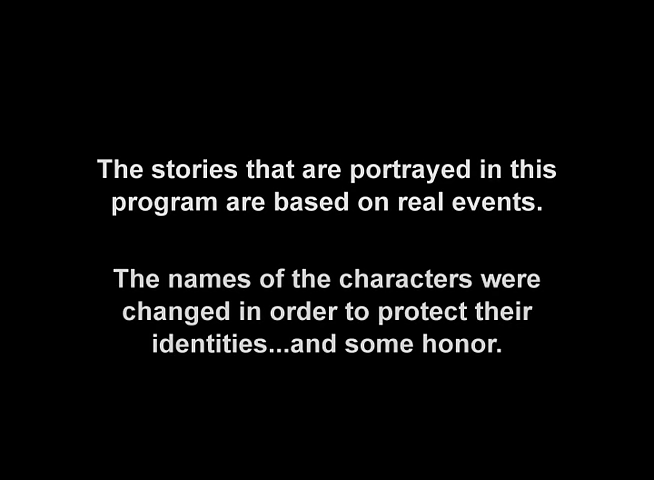 The stories that are portrayed in this
program are based on real events.
The names of the characters were
changed in order to protect their
identities...and some honor.